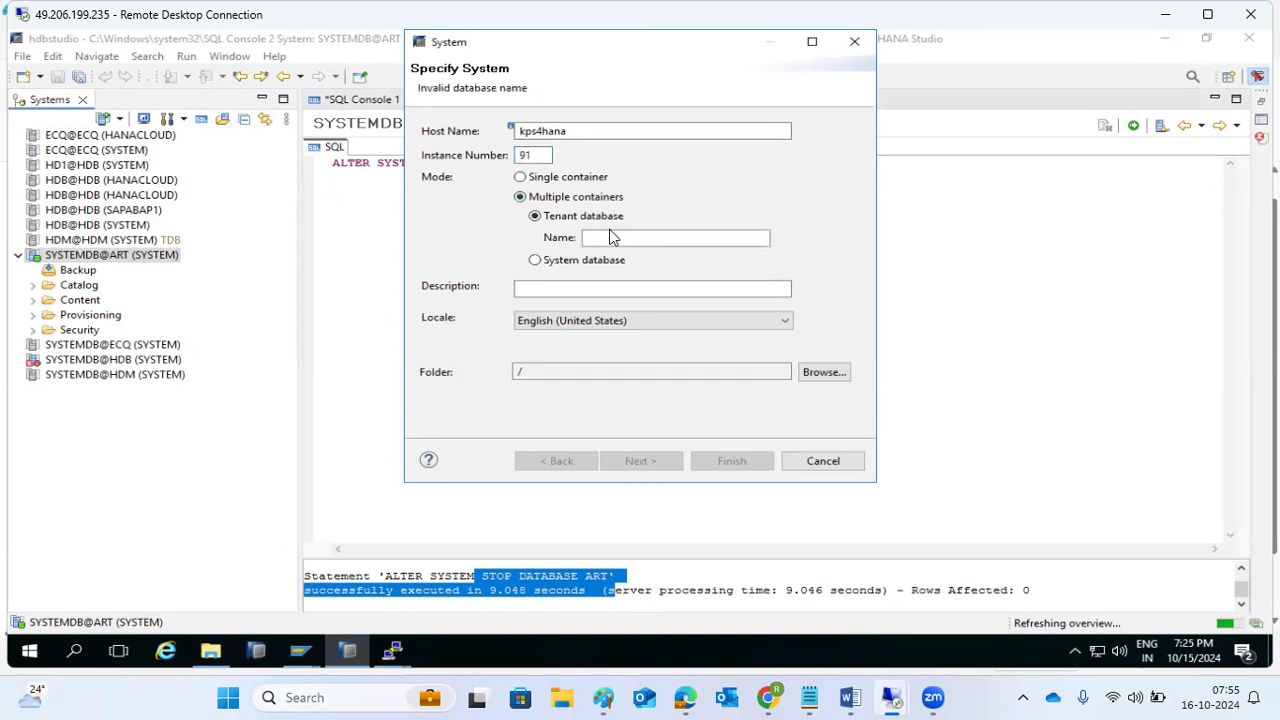 49.206.199.235 - Remote Desktop Connection
hdbstudio - C:\Windows\system32\SQL Console 2 System: SYSTEMDB@ART
HANA Studio
File Edit Navigate Search Run Window Help
Systems
ECQ@ECQ (HANACLOUD)
ECQ@ECQ (SYSTEM)
HD1@HDB (SYSTEM)
HDB@HDB (HANACLOUD)
HDB@HDB (HANACLOUD)
HDB@HDB (SAPABAP1)
HDB@HDB (SYSTEM)
HDM@HDM (SYSTEM) TDB
SYSTEMDB@ART (SYSTEM)
Backup
Catalog
Content
Provisioning
Security
SYSTEMDB@ECQ (SYSTEM)
SYSTEMDB@HDB (SYSTEM)
SYSTEMDB@HDM (SYSTEM)
*SQL Console 1
SYSTEMDB
SQL
ALTER SYST
System
Specify System
Invalid database name
Host Name: kps4hana
Instance Number: 91
Mode: Single container
Multiple containers
Tenant database
Name:
System database
Description:
Locale: English (United States)
Folder: / Browse...
< Back Next > Finish Cancel
Statement 'ALTER SYSTEM STOP DATABASE ART'
successfully executed in 9.048 seconds (server processing time: 9.046 seconds) - Rows Affected: 0
SYSTEMDB@ART (SYSTEM) Refreshing overview...
ENG
IN
7:25 PM
10/15/2024
2
24°
Search
07:55
16-10-2024